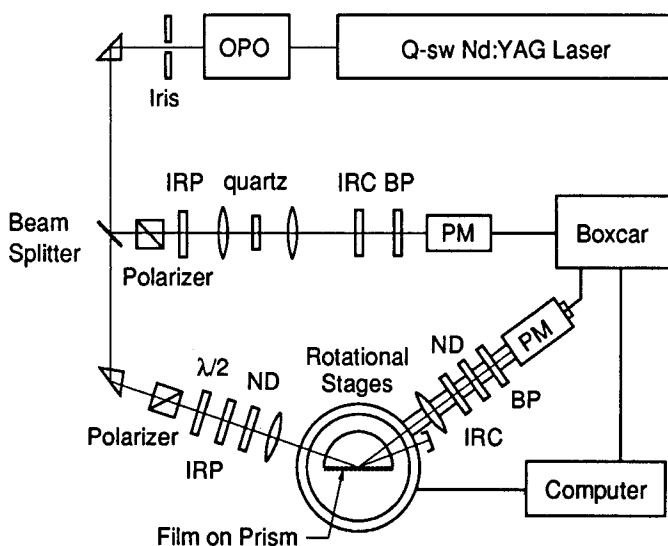 OPO
Q-sw Nd:YAG Laser
Iris
IRP
quartz
IRC
BP
Beam
Splitter
Polarizer
PM
Boxcar
λ/2
ND
Rotational
Stages
ND
PM
Polarizer
IRP
BP
IRC
Computer
Film on Prism